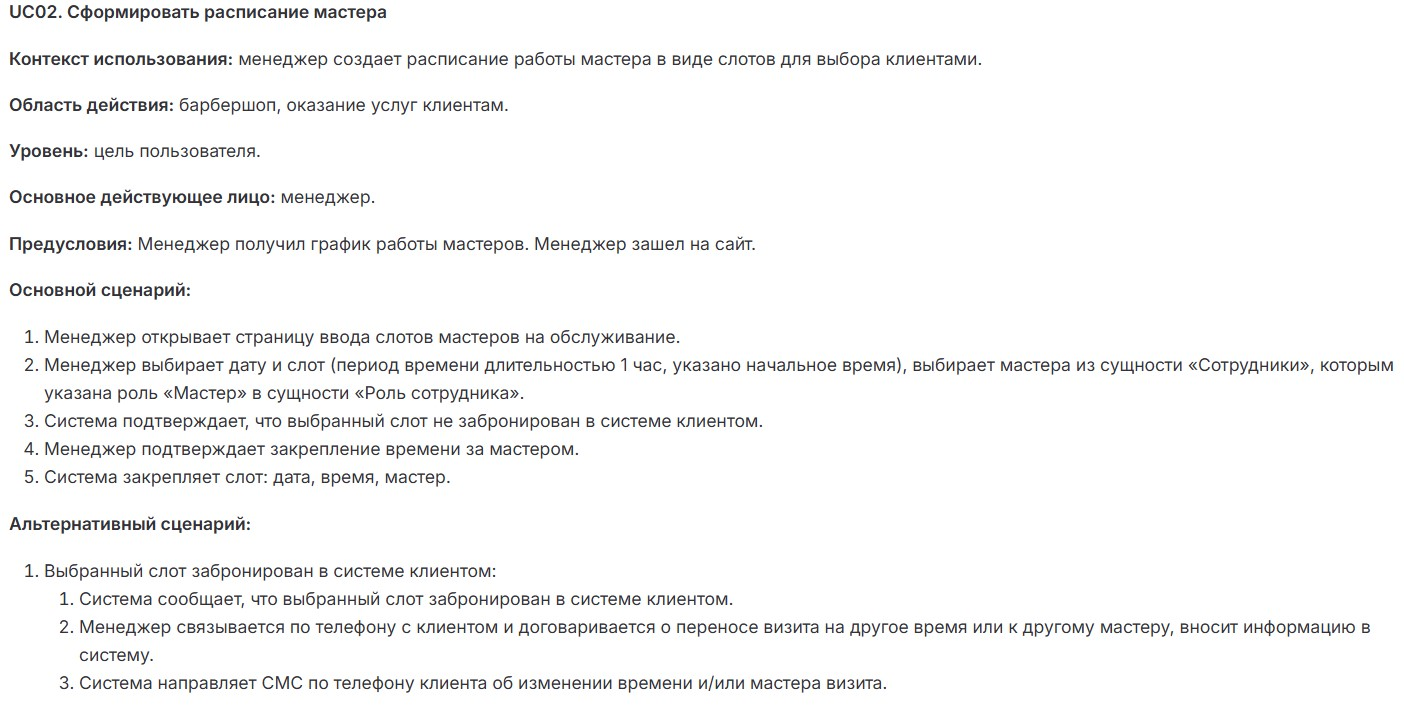 UC02. Сформировать расписание мастера
Контекст использования: менеджер создает расписание работы мастера в виде слотов для выбора клиентами.
Область действия: барбершоп, оказание услуг клиентам.
Уровень: цель пользователя.
Основное действующее лицо: менеджер.
Предусловия: Менеджер получил график работы мастеров. Менеджер зашел на сайт.
Основной сценарий:
1. Менеджер открывает страницу ввода слотов мастеров на обслуживание.
2. Менеджер выбирает дату и слот (период времени длительностью 1 час, указано начальное время), выбирает мастера из сущности «Сотрудники», которым
указана роль «Мастер» в сущности «Роль сотрудника».
3. Система подтверждает, что выбранный слот не забронирован в системе клиентом.
4. Менеджер подтверждает закрепление времени за мастером.
5. Система закрепляет слот: дата, время, мастер.
Альтернативный сценарий:
1. Выбранный слот забронирован в системе клиентом:
1. Система сообщает, что выбранный слот забронирован в системе клиентом.
2. Менеджер связывается по телефону с клиентом и договаривается о переносе визита на другое время или к другому мастеру, вносит информацию в
систему.
3. Система направляет СМС по телефону клиента об изменении времени и/или мастера визита.